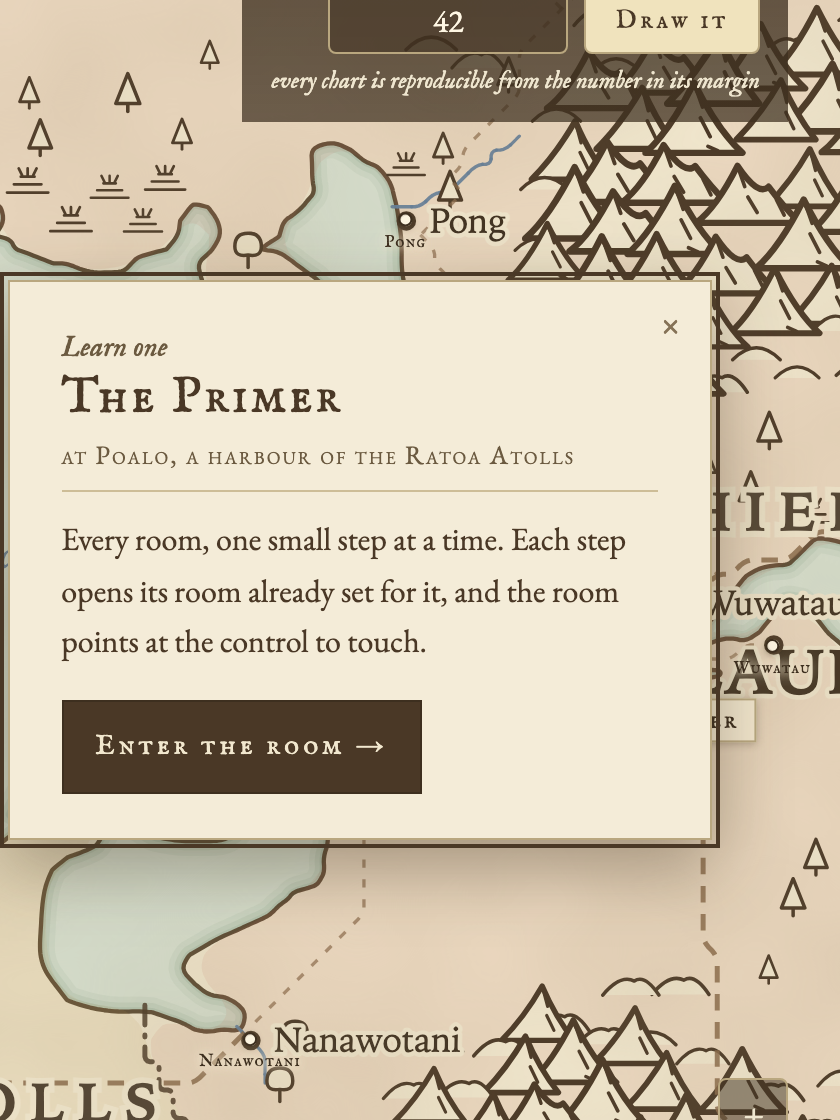 42
Draw it
every chart is reproducible from the number in its margin
Pong
Pong
×
Learn one
The Primer
at Poalo, a harbour of the Ratoa Atolls
Every room, one small step at a time. Each step
opens its room already set for it, and the room
points at the control to touch.
Enter the room →
Wuwatau
Wuwatau
Nanawotani
Nanawotani
+